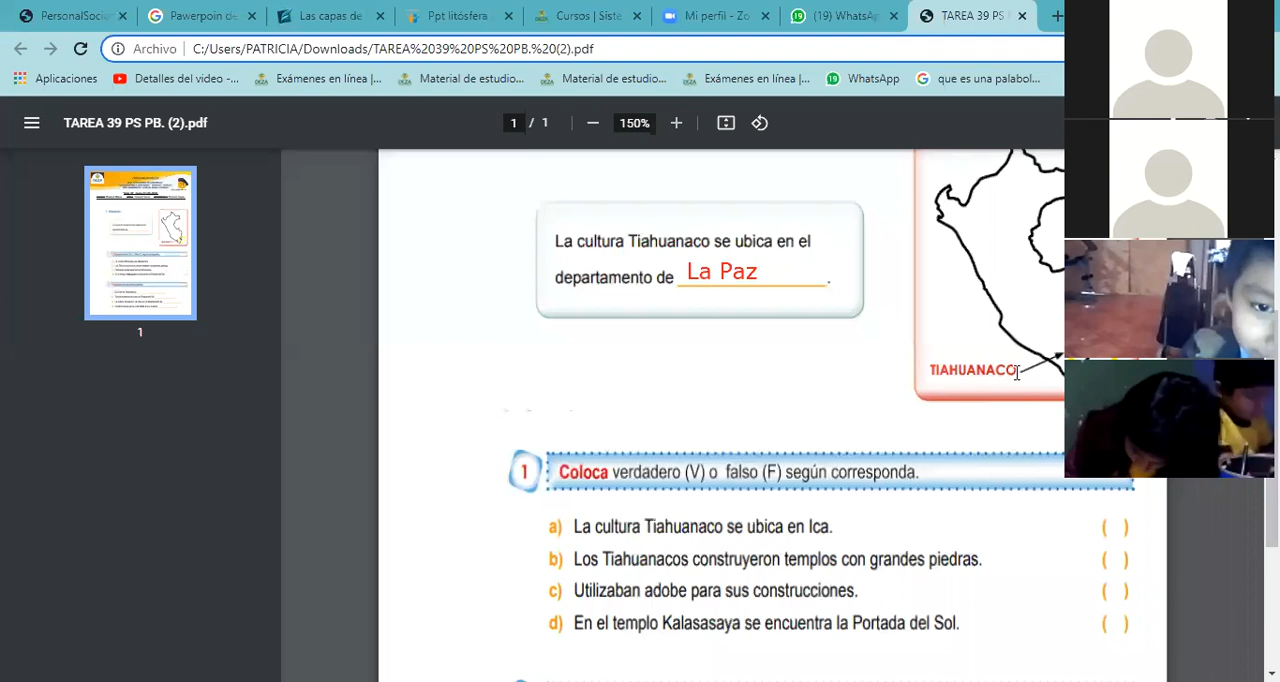 PersonalSocia
Pawerpoin de
Las capas de
Ppt litósfera
Cursos | Siste
Mi perfil - Zo
(19) WhatsAp
TAREA 39 PS
Archivo
C:/Users/PATRICIA/Downloads/TAREA%2039%20PS%20PB.%20(2).pdf
Aplicaciones
Detalles del video -...
Exámenes en línea |...
Material de estudio...
Material de estudio...
Exámenes en línea |...
WhatsApp
que es una palabol...
TAREA 39 PS PB. (2).pdf
1 / 1
150%
1
La cultura Tiahuanaco se ubica en el
departamento de La Paz.
TIAHUANACO
1 Coloca verdadero (V) o falso (F) según corresponda.
a) La cultura Tiahuanaco se ubica en Ica. ( )
b) Los Tiahuanacos construyeron templos con grandes piedras. ( )
c) Utilizaban adobe para sus construcciones. ( )
d) En el templo Kalasasaya se encuentra la Portada del Sol. ( )